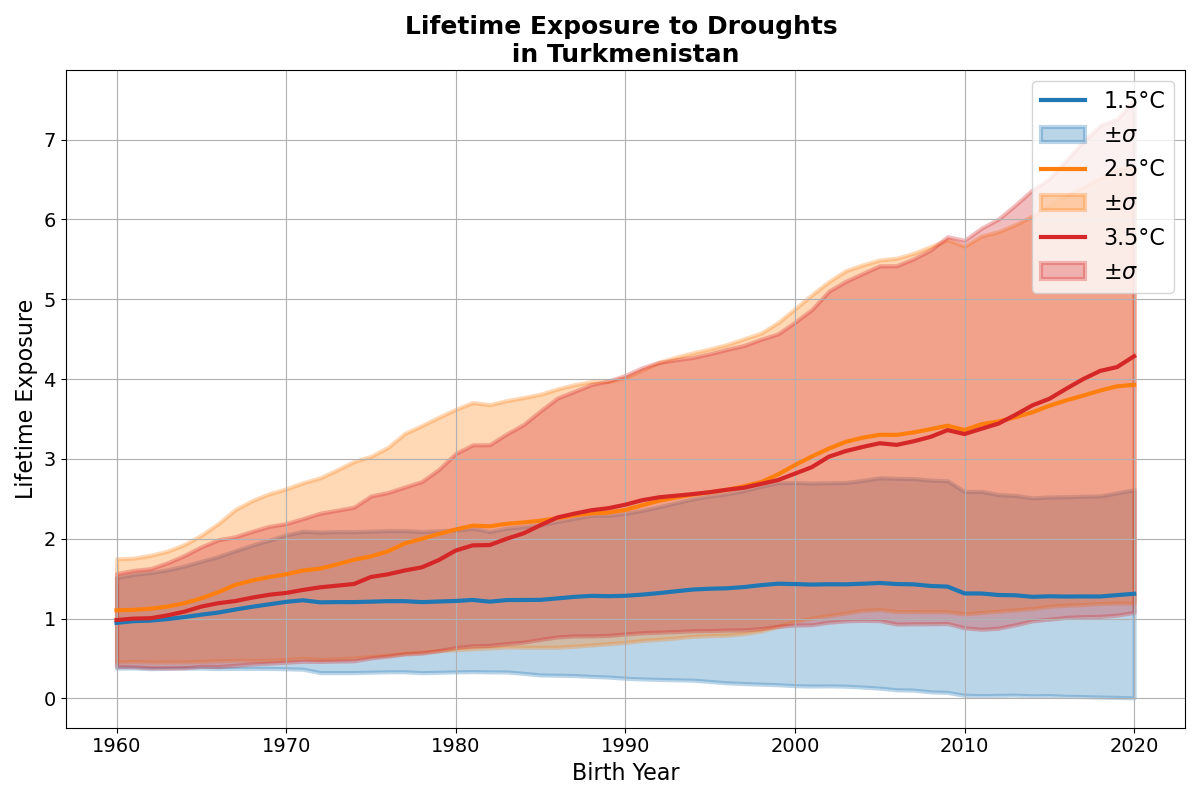 Lifetime Exposure to Droughts
in Turkmenistan
Lifetime Exposure
7
6
5
4
3
2
1
0
1960 1970 1980 1990 2000 2010 2020
Birth Year
1.5°C
±σ
2.5°C
±σ
3.5°C
±σ